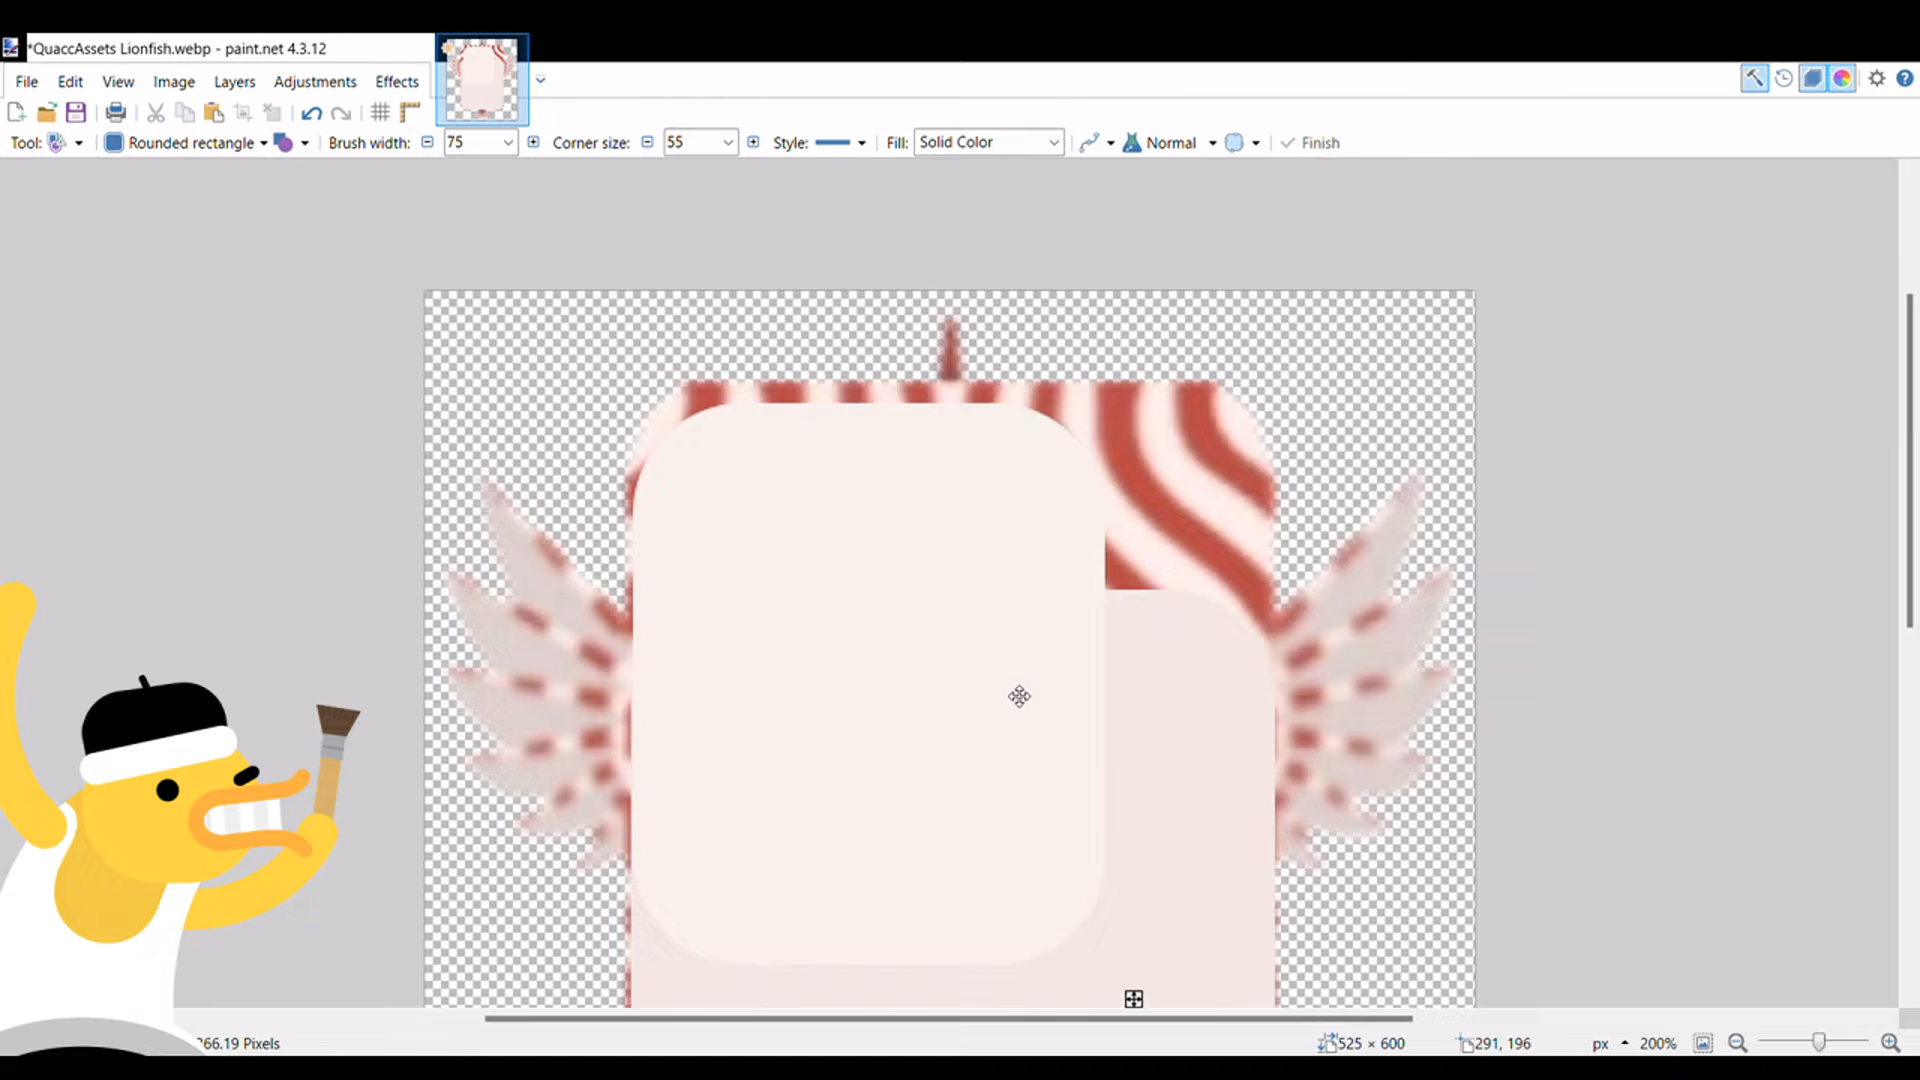 *QuaccAssets Lionfish.webp - paint.net 4.3.12
File Edit View Image Layers Adjustments Effects
Tool: Rounded rectangle Brush width: 75 Corner size: 55 Style: Fill: Solid Color Normal Finish
66.19 Pixels 525 × 600 291, 196 px 200%